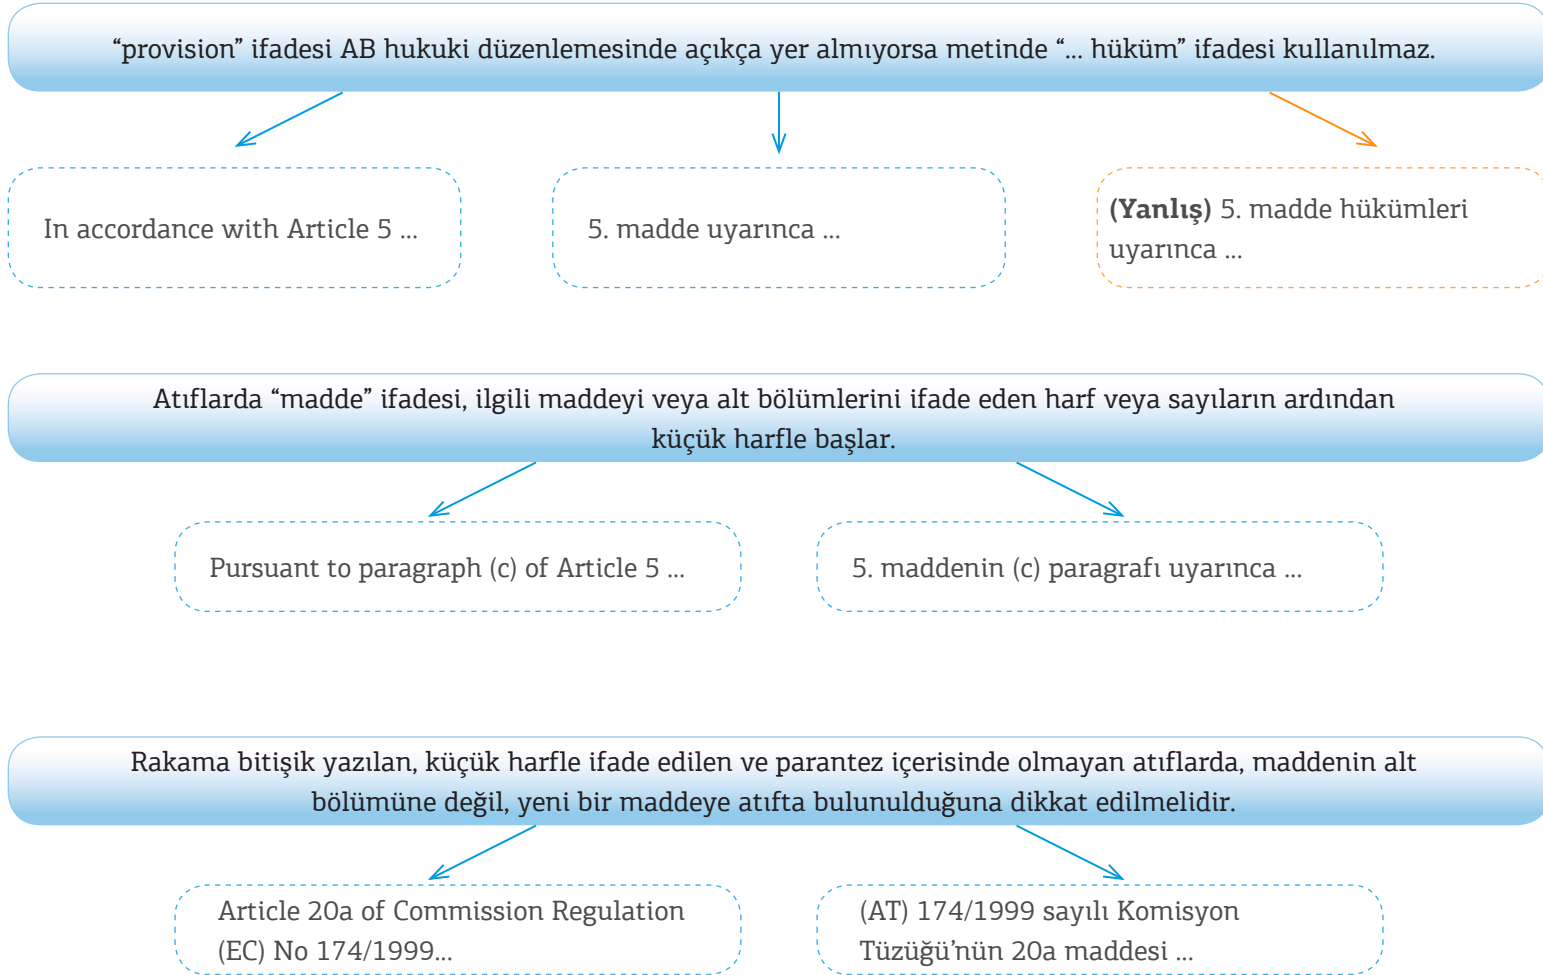 “provision” ifadesi AB hukuki düzenlemesinde açıkça yer almıyorsa metinde “... hüküm” ifadesi kullanılmaz.
In accordance with Article 5 ...
5. madde uyarınca ...
(Yanlış) 5. madde hükümleri
uyarınca ...
Atıflarda “madde” ifadesi, ilgili maddeyi veya alt bölümlerini ifade eden harf veya sayıların ardından
küçük harfle başlar.
Pursuant to paragraph (c) of Article 5 ...
5. maddenin (c) paragrafı uyarınca ...
Rakama bitişik yazılan, küçük harfle ifade edilen ve parantez içerisinde olmayan atıflarda, maddenin alt
bölümüne değil, yeni bir maddeye atıfta bulunulduğuna dikkat edilmelidir.
Article 20a of Commission Regulation
(EC) No 174/1999...
(AT) 174/1999 sayılı Komisyon
Tüzüğü’nün 20a maddesi ...